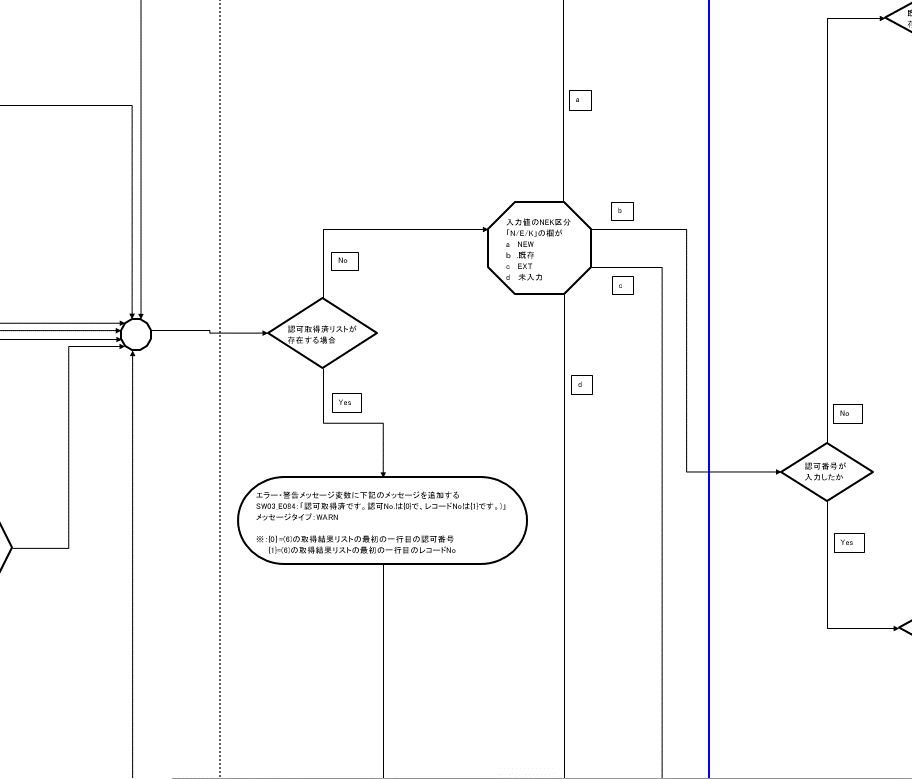 既
存
a
b
入力値のNEK区分
「N/E/K」の欄が
a NEW
b 既存
c EXT
d 未入力
No
c
認可取得済リストが
存在する場合
d
Yes
No
認可番号が
入力したか
エラー・警告メッセージ変数に下記のメッセージを追加する
SW03_E084：「認可取得済です。認可No.は{0}で、レコードNoは{1}です。)」
メッセージタイプ：WARN
※：{0}=(6)の取得結果リストの最初の一行目の認可番号
{1}=(6)の取得結果リストの最初の一行目のレコードNo
Yes